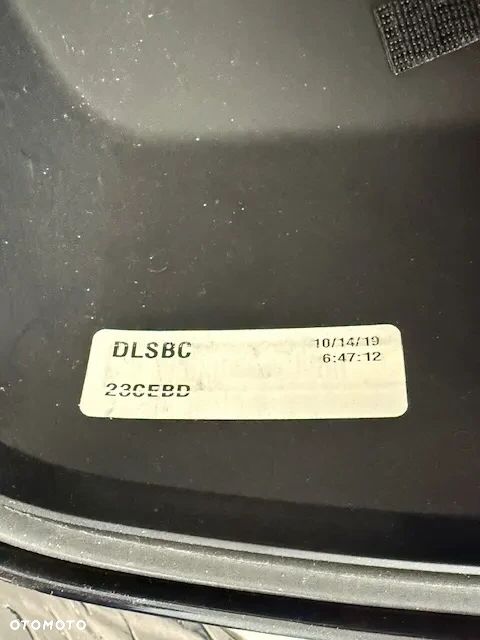 DLSBC 10/14/19
6:47:12
23CEBD
OTOMOTO